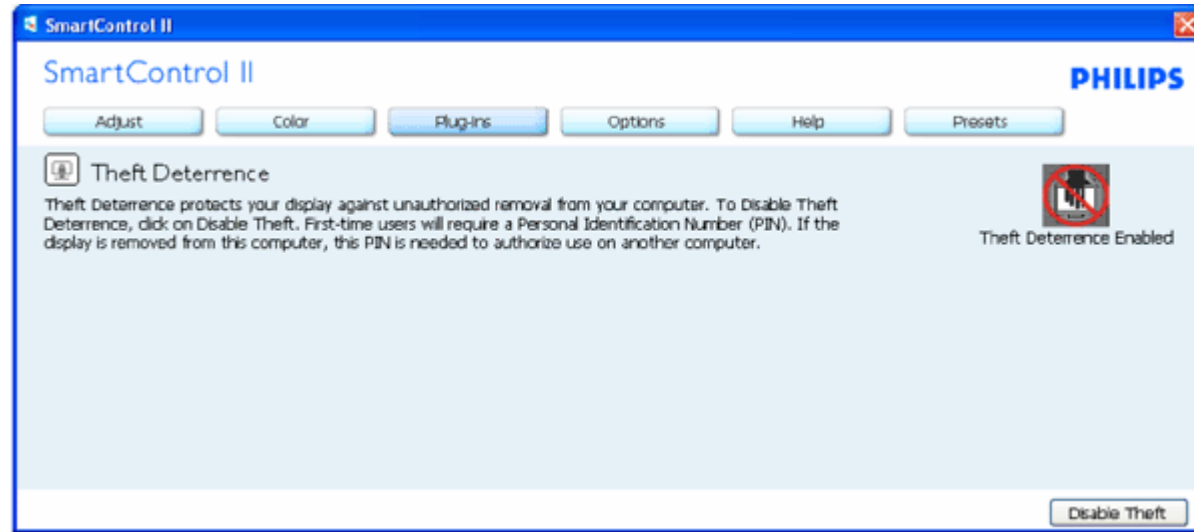 SmartControl II
SmartControl II
PHILIPS
Adjust
Color
Plug-Ins
Options
Help
Presets
Theft Deterrence
Theft Deterrence protects your display against unauthorized removal from your computer. To Disable Theft
Deterrence, click on Disable Theft. First-time users will require a Personal Identification Number (PIN). If the
display is removed from this computer, this PIN is needed to authorize use on another computer.
Theft Deterrence Enabled
Disable Theft